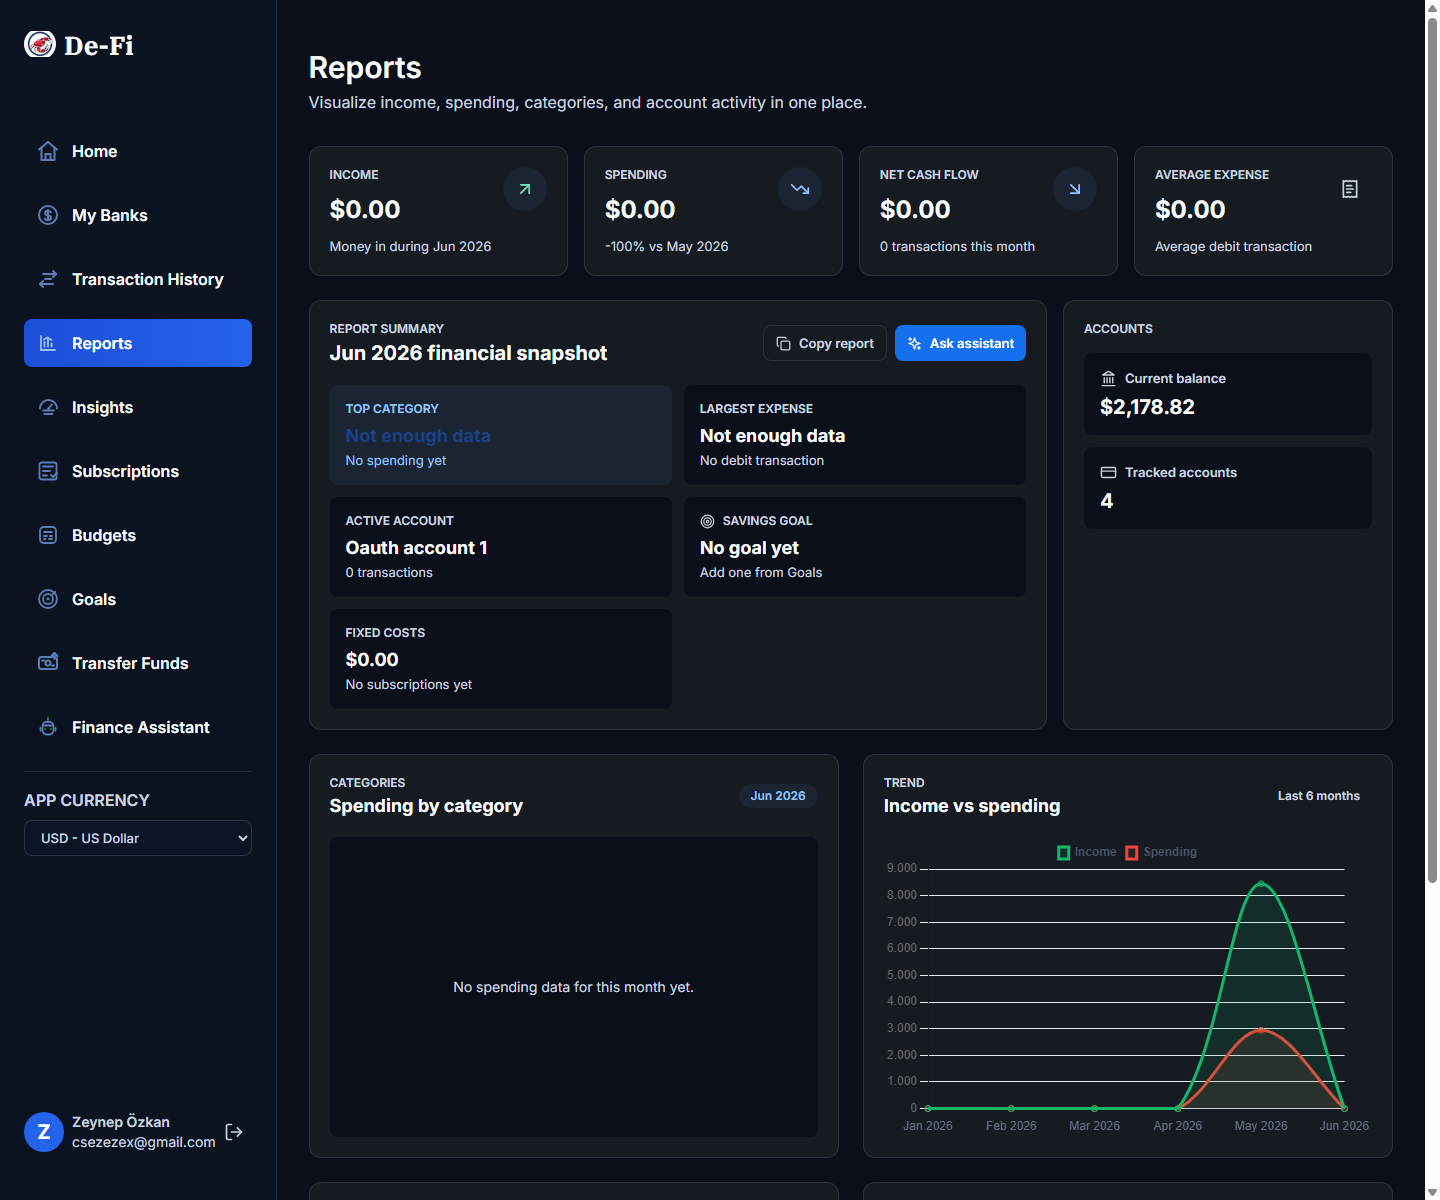 De-Fi
Home
My Banks
Transaction History
Reports
Insights
Subscriptions
Budgets
Goals
Transfer Funds
Finance Assistant
APP CURRENCY
USD - US Dollar
Z
Zeynep Özkan
csezezex@gmail.com
Reports
Visualize income, spending, categories, and account activity in one place.
INCOME
$0.00
Money in during Jun 2026
SPENDING
$0.00
-100% vs May 2026
NET CASH FLOW
$0.00
0 transactions this month
AVERAGE EXPENSE
$0.00
Average debit transaction
REPORT SUMMARY
Jun 2026 financial snapshot
Copy report
Ask assistant
TOP CATEGORY
Not enough data
No spending yet
LARGEST EXPENSE
Not enough data
No debit transaction
ACTIVE ACCOUNT
Oauth account 1
0 transactions
SAVINGS GOAL
No goal yet
Add one from Goals
FIXED COSTS
$0.00
No subscriptions yet
ACCOUNTS
Current balance
$2,178.82
Tracked accounts
4
CATEGORIES
Spending by category
Jun 2026
No spending data for this month yet.
TREND
Income vs spending
Last 6 months
Income Spending
9.000
8.000
7.000
6.000
5.000
4.000
3.000
2.000
1.000
0
Jan 2026 Feb 2026 Mar 2026 Apr 2026 May 2026 Jun 2026